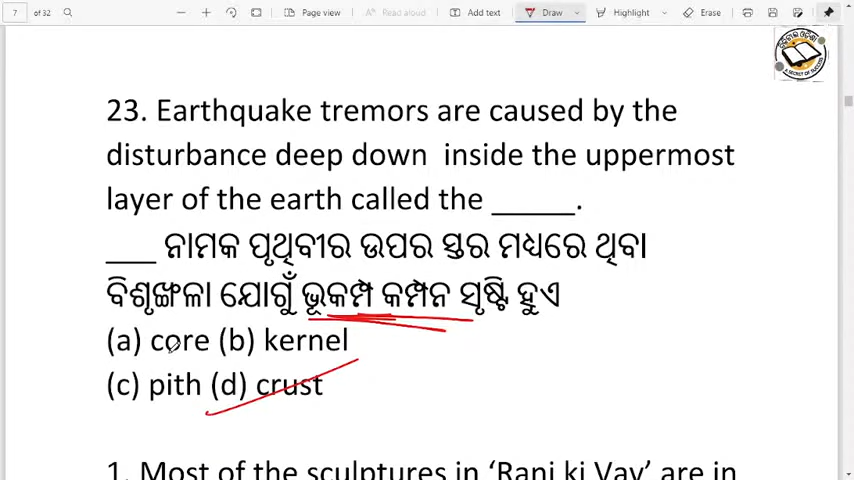 7 of 32 Page view Read aloud Add text Draw Highlight Erase
23. Earthquake tremors are caused by the
disturbance deep down inside the uppermost
layer of the earth called the _____.
___ ନାମକ ପୃଥିବୀର ଉପର ସ୍ତର ମଧ୍ୟରେ ଥିବା
ବିଶୃଙ୍ଖଳା ଯୋଗୁଁ ଭୂକମ୍ପ କମ୍ପନ ସୃଷ୍ଟି ହୁଏ
(a) core (b) kernel
(c) pith (d) crust
1. Most of the sculptures in ‘Rani ki Vav’ are in